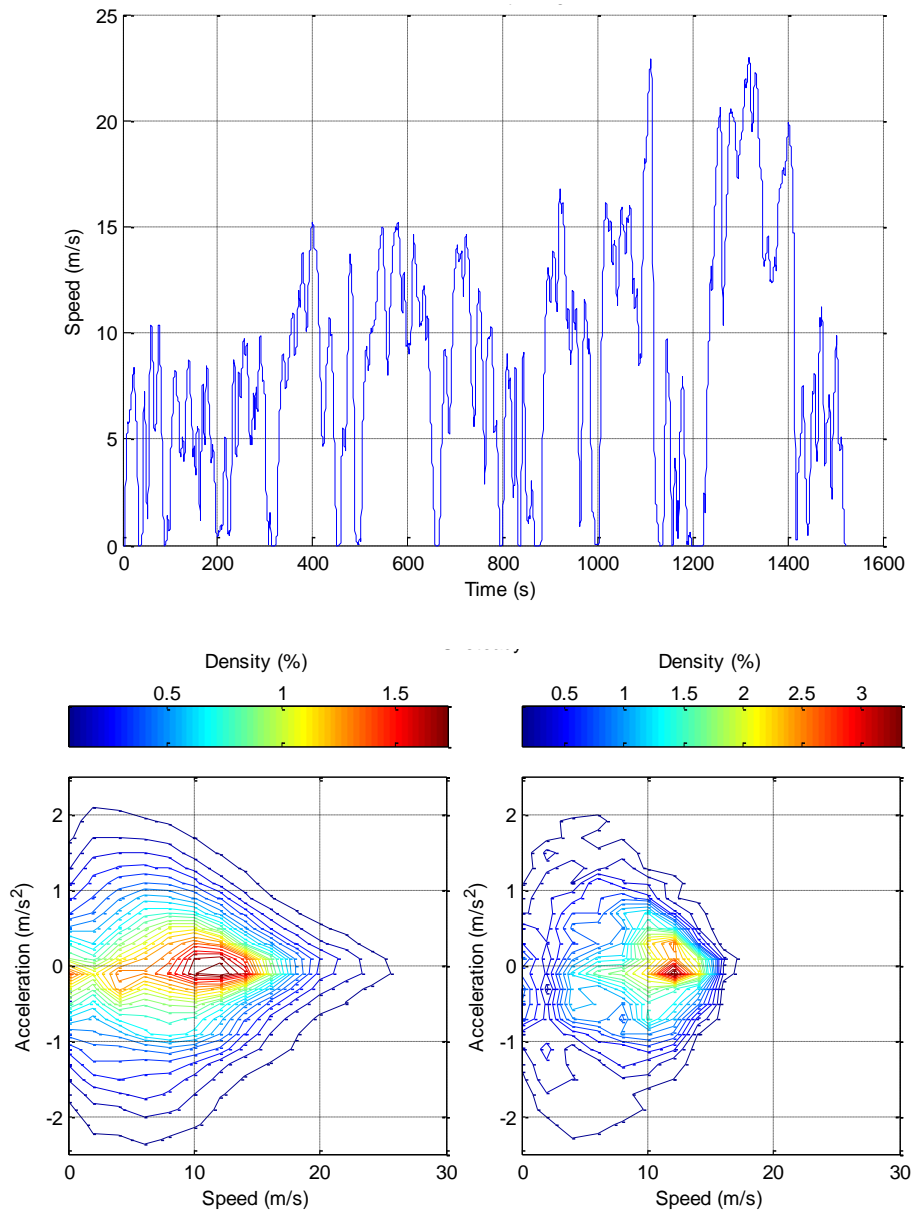 25
20
15
10
5
0
Speed (m/s)
0 200 400 600 800 1000 1200 1400 1600
Time (s)
Density (%) Density (%)
0.5 1 1.5 0.5 1 1.5 2 2.5 3
2 2
1 1
0 0
-1 -1
-2 -2
Acceleration (m/s²) Acceleration (m/s²)
0 10 20 30 0 10 20 30
Speed (m/s) Speed (m/s)